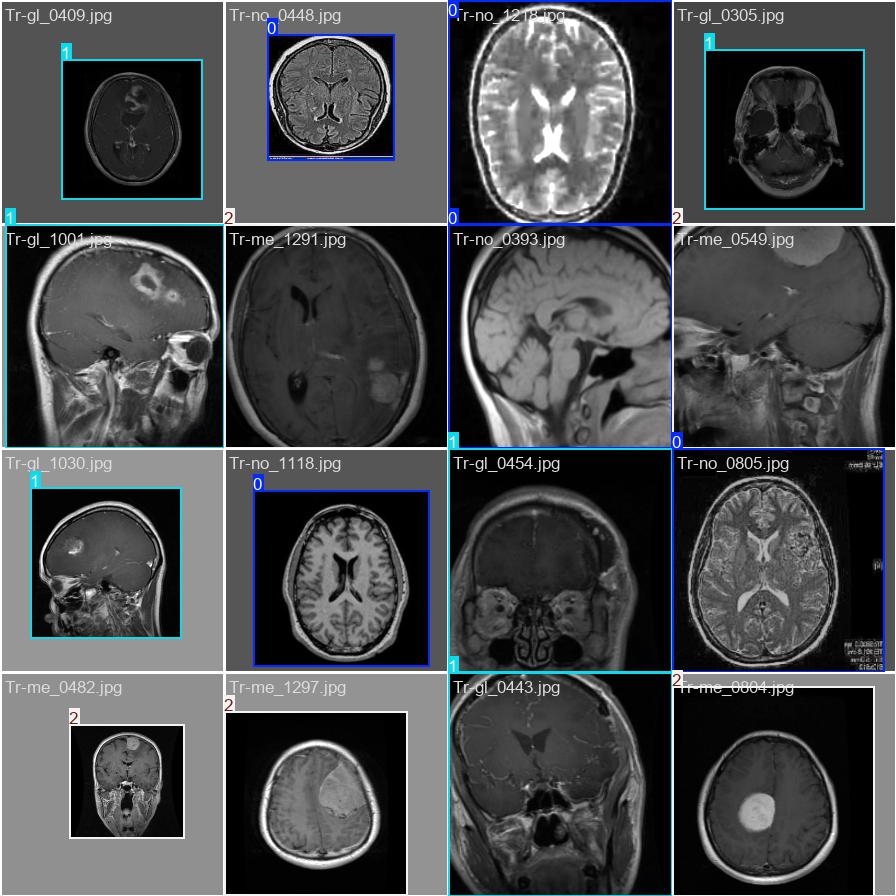 Tr-gl_0409.jpg
Tr-no_0448.jpg
0
Tr-no_1218.jpg
Tr-gl_0305.jpg
1
0
1
1
2
0
2
Tr-gl_1001.jpg
Tr-me_1291.jpg
Tr-no_0393.jpg
Tr-me_0549.jpg
1
0
Tr-gl_1030.jpg
Tr-no_1118.jpg
Tr-gl_0454.jpg
Tr-no_0805.jpg
1
0
1
2
Tr-me_0482.jpg
Tr-me_1297.jpg
Tr-gl_0443.jpg
Tr-me_0804.jpg
2
2